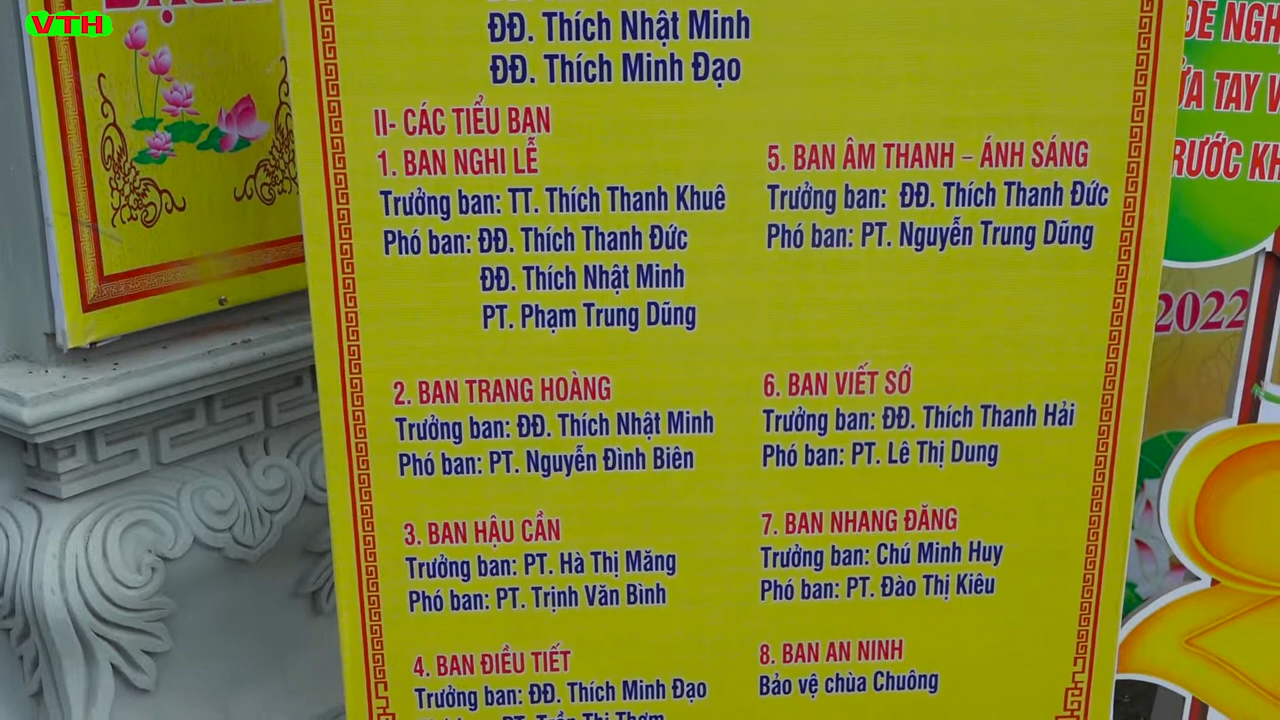 VTH
ĐĐ. Thích Nhật Minh
ĐĐ. Thích Minh Đạo
II- CÁC TIỂU BAN
1. BAN NGHI LỄ
Trưởng ban: TT. Thích Thanh Khuê
Phó ban: ĐĐ. Thích Thanh Đức
ĐĐ. Thích Nhật Minh
PT. Phạm Trung Dũng
2. BAN TRANG HOÀNG
Trưởng ban: ĐĐ. Thích Nhật Minh
Phó ban: PT. Nguyễn Đình Biên
3. BAN HẬU CẦN
Trưởng ban: PT. Hà Thị Măng
Phó ban: PT. Trịnh Văn Bình
4. BAN ĐIỀU TIẾT
Trưởng ban: ĐĐ. Thích Minh Đạo
5. BAN ÂM THANH – ÁNH SÁNG
Trưởng ban: ĐĐ. Thích Thanh Đức
Phó ban: PT. Nguyễn Trung Dũng
6. BAN VIẾT SỚ
Trưởng ban: ĐĐ. Thích Thanh Hải
Phó ban: PT. Lê Thị Dung
7. BAN NHANG ĐĂNG
Trưởng ban: Chú Minh Huy
Phó ban: PT. Đào Thị Kiêu
8. BAN AN NINH
Bảo vệ chùa Chuông
ĐỀ NGH
ỬA TAY
RƯỚC KH
2022